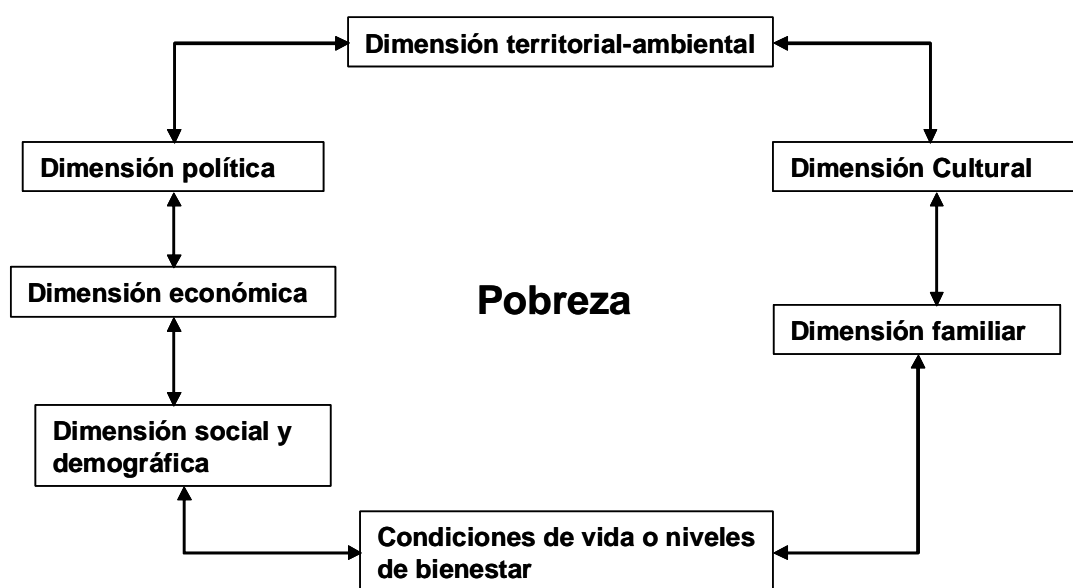 Dimensión territorial-ambiental
Dimensión política
Dimensión Cultural
Dimensión económica
Pobreza
Dimensión familiar
Dimensión social y
demográfica
Condiciones de vida o niveles
de bienestar